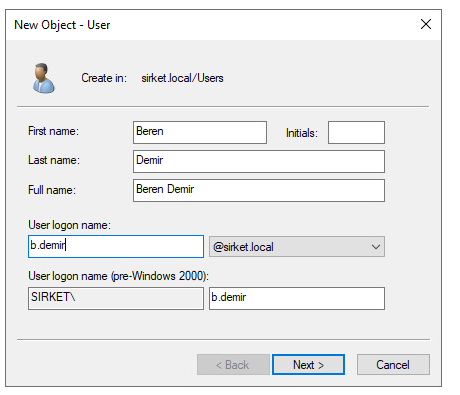 New Object - User
Create in: sirket.local/Users
First name: Beren Initials:
Last name: Demir
Full name: Beren Demir
User logon name:
b.demir @sirket.local
User logon name (pre-Windows 2000):
SIRKET\ b.demir
< Back Next > Cancel